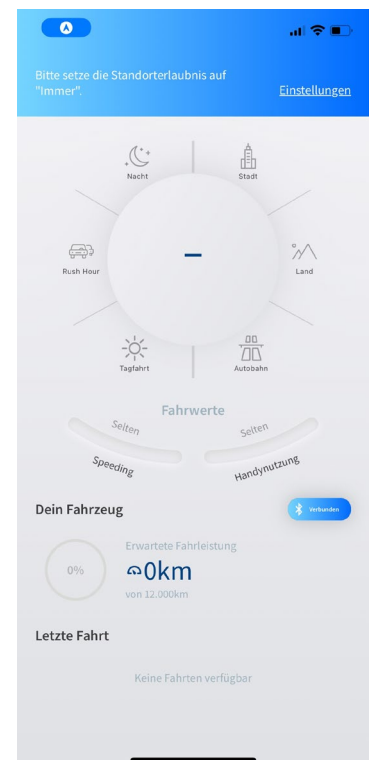 Bitte setze die Standorterlaubnis auf
"Immer".
Einstellungen
Nacht
Stadt
Rush Hour
–
Land
Tagfahrt
Autobahn
Fahrwerte
Selten
Selten
Speeding
Handynutzung
Dein Fahrzeug
Verbunden
Erwartete Fahrleistung
0%
0km
von 12.000km
Letzte Fahrt
Keine Fahrten verfügbar